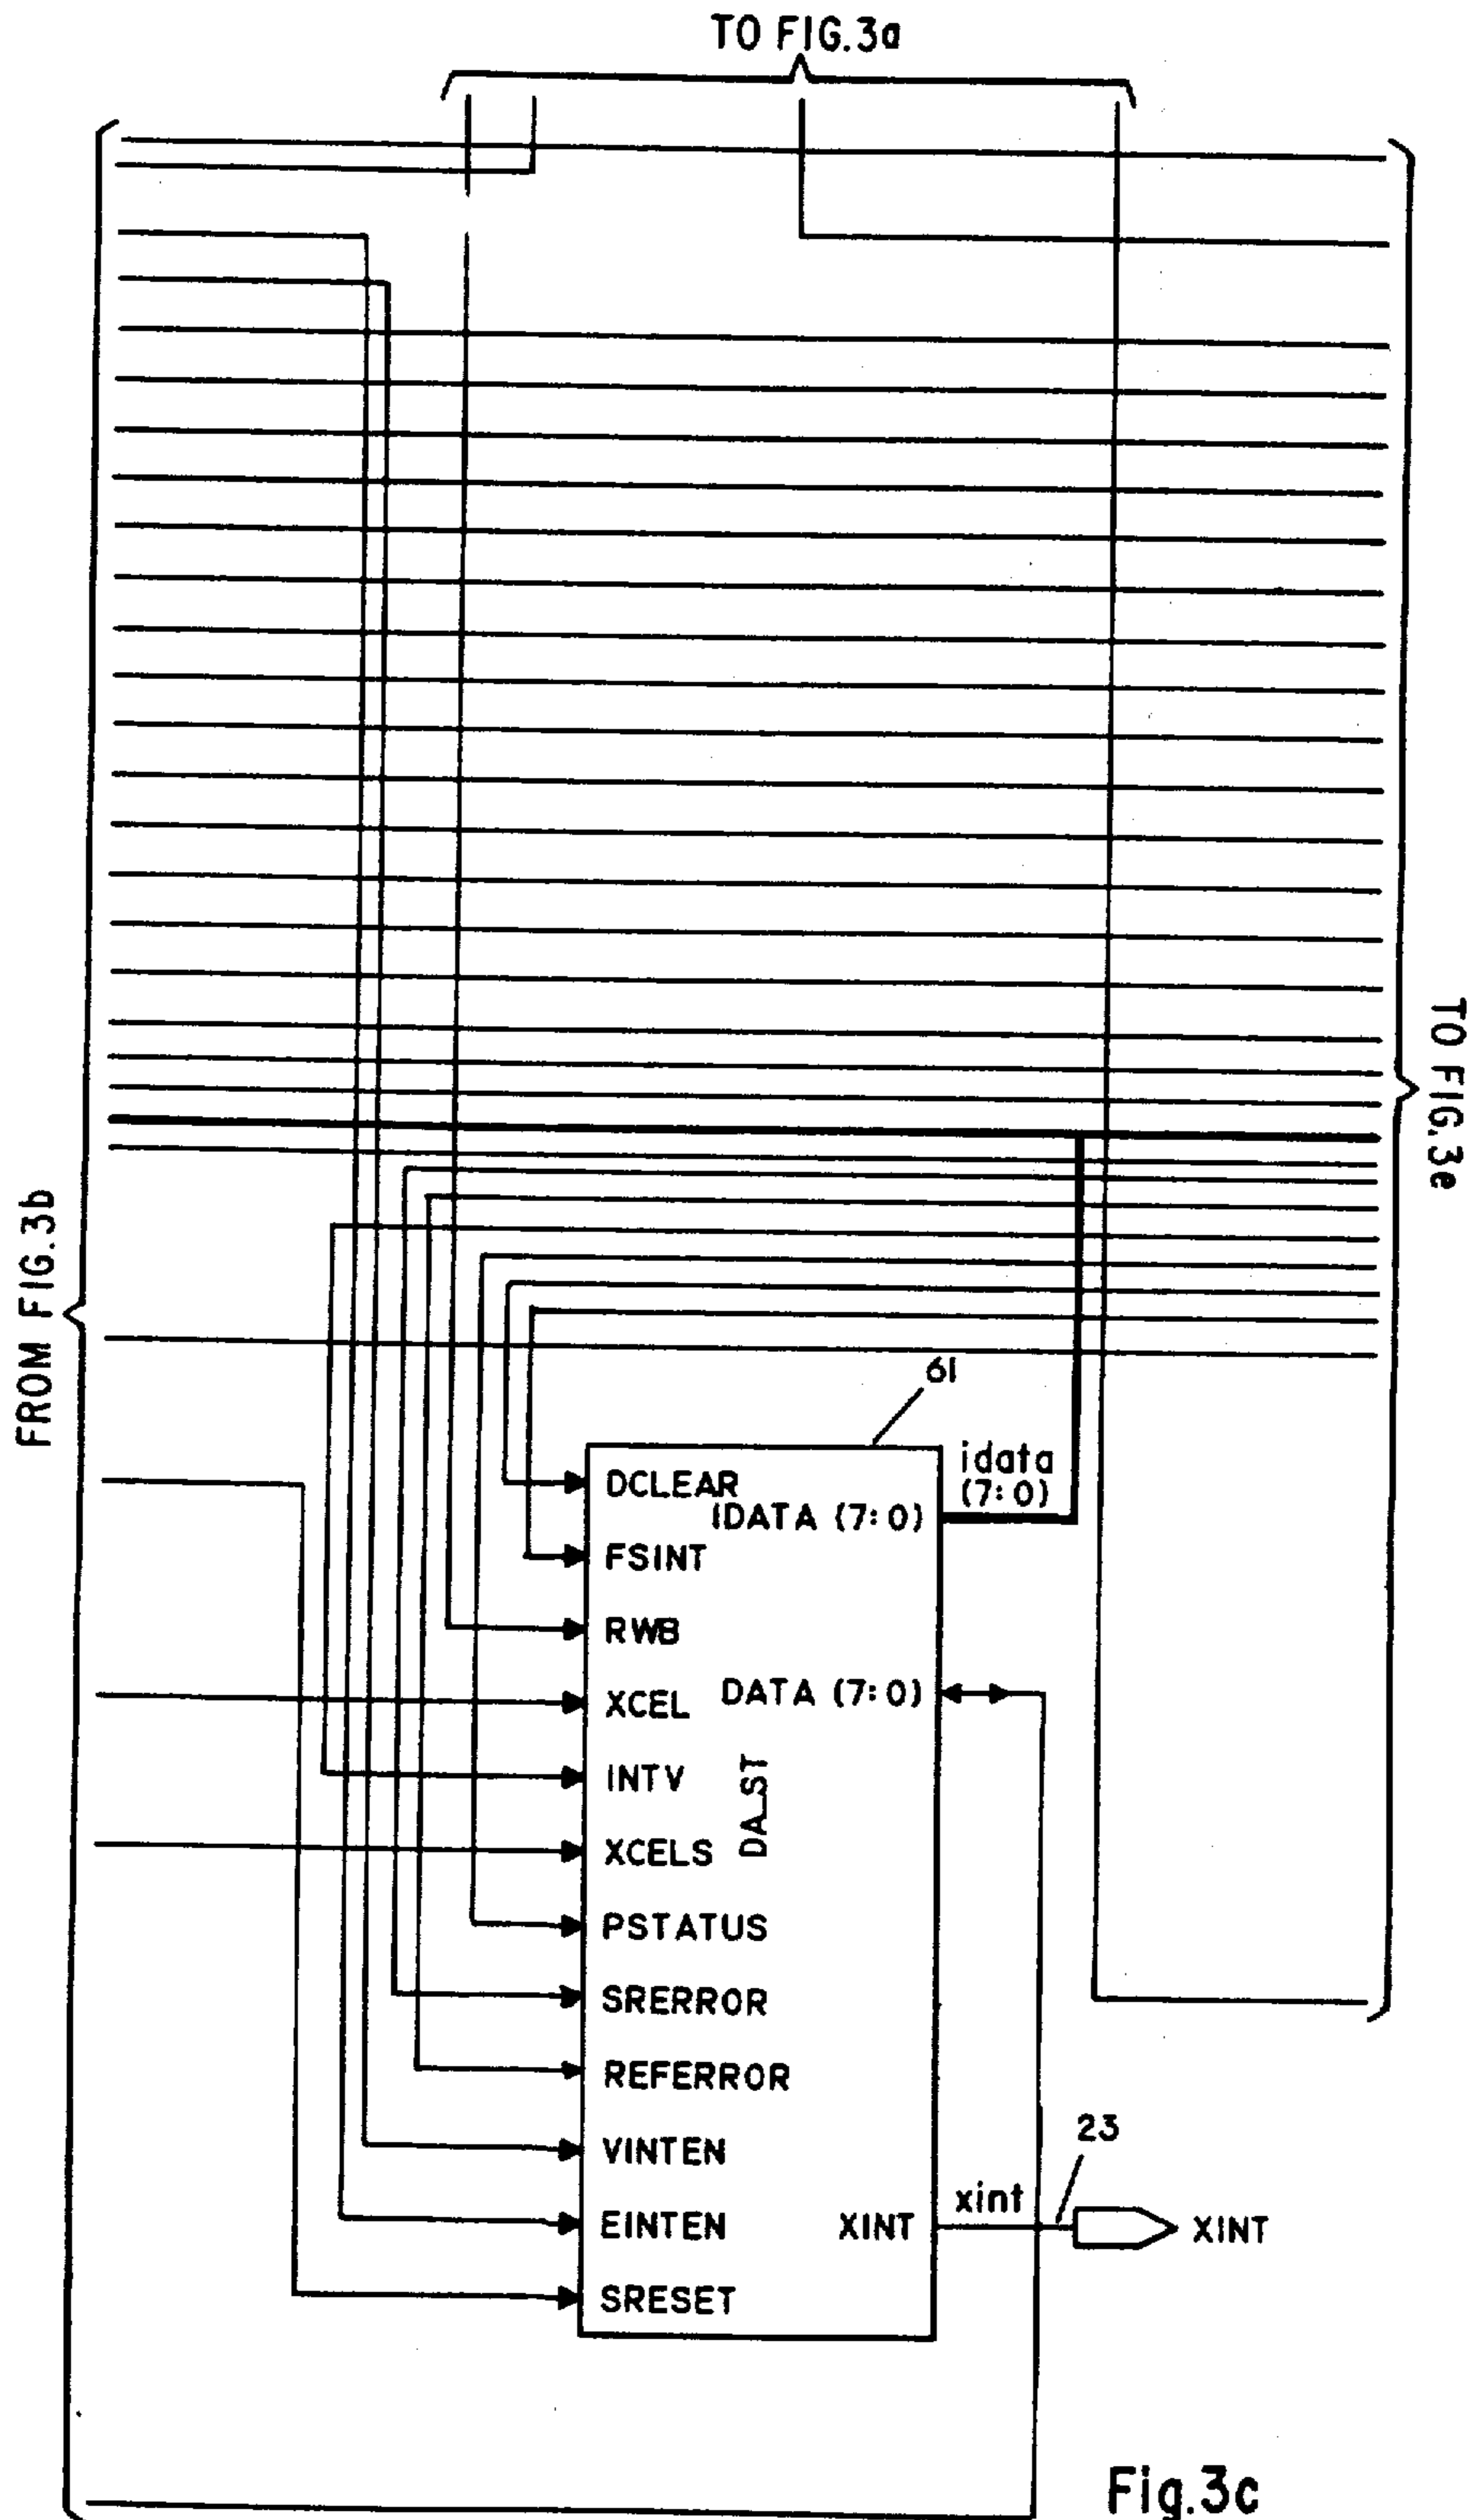 TO FIG.3a
TO FIG.3e
FROM FIG.3b
61
idata
(7:0)
DCLEAR
IDATA (7:0)
FSINT
RWB
XCEL
DATA (7:0)
INTV
DA_ST
XCELS
PSTATUS
SRERROR
REFERROR
23
VINTEN
xint
EINTEN
XINT
XINT
SRESET
Fig.3c